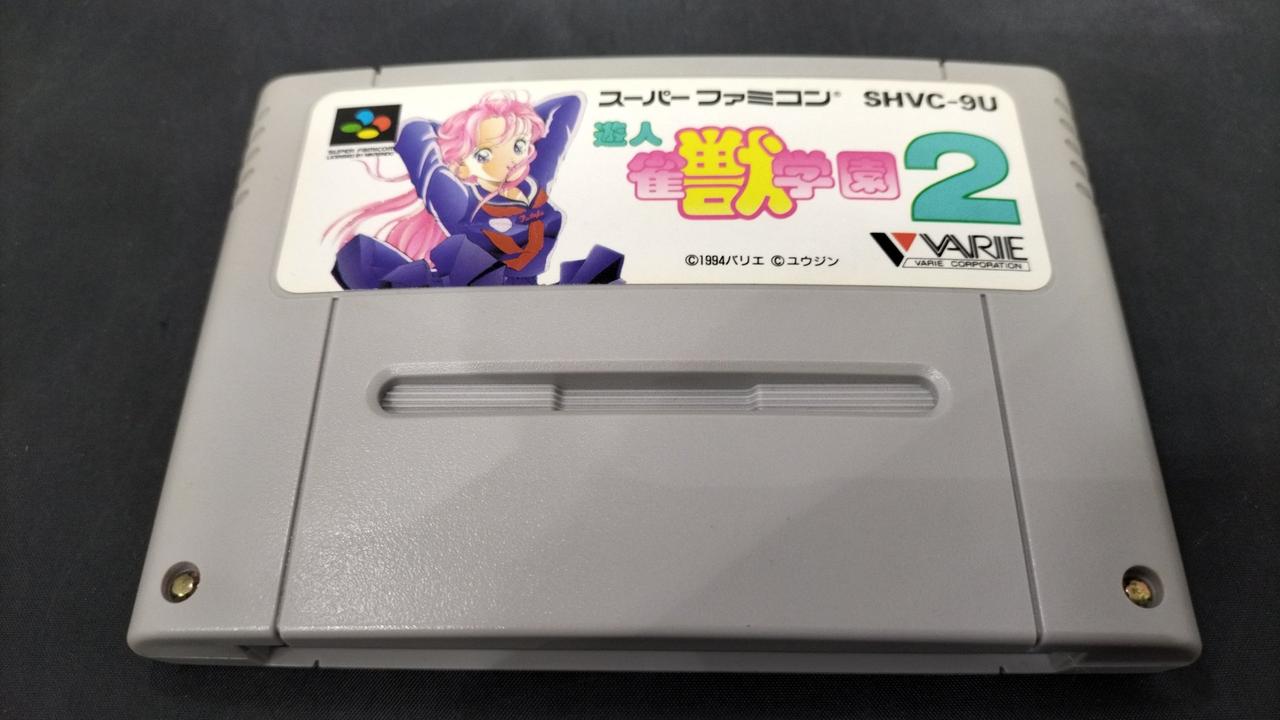 スーパーファミコン® SHVC-9U
SUPER FAMICOM
LICENSED BY NINTENDO
遊人
雀獣学園2
VARIE
VARIE CORPORATION
©1994バリエ ©ユウジン